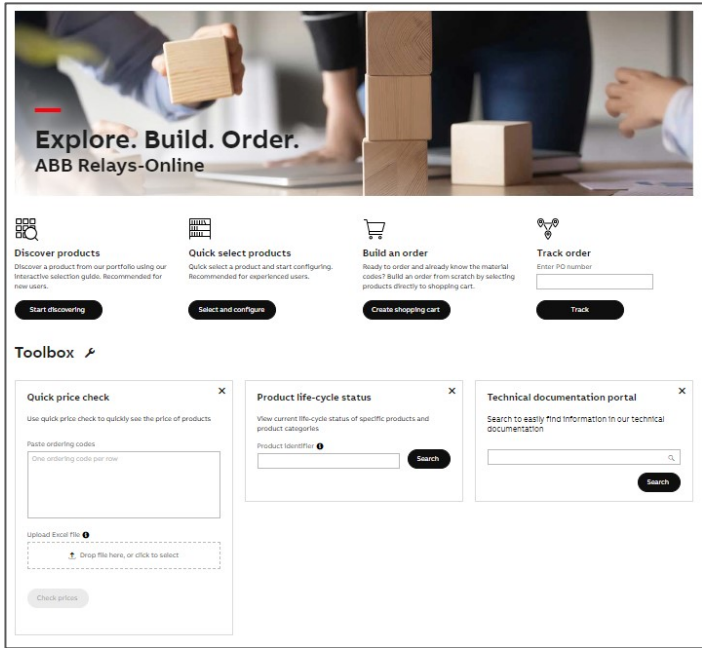 Explore. Build. Order.
ABB Relays-Online
Discover products
Discover a product from our portfolio using our
interactive selection guide. Recommended for
new users.
Start discovering
Quick select products
Quick select a product and start configuring.
Recommended for experienced users.
Select and configure
Build an order
Ready to order and already know the material
codes? Build an order from scratch by selecting
products directly to shopping cart.
Create shopping cart
Track order
Enter PO number
Track
Toolbox
Quick price check
Use quick price check to quickly see the price of products
Paste ordering codes
One ordering code per row
Upload Excel file
Drop file here, or click to select
Check prices
Product life-cycle status
View current life-cycle status of specific products and
product categories
Product identifier
Search
Technical documentation portal
Search to easily find information in our technical
documentation
Search